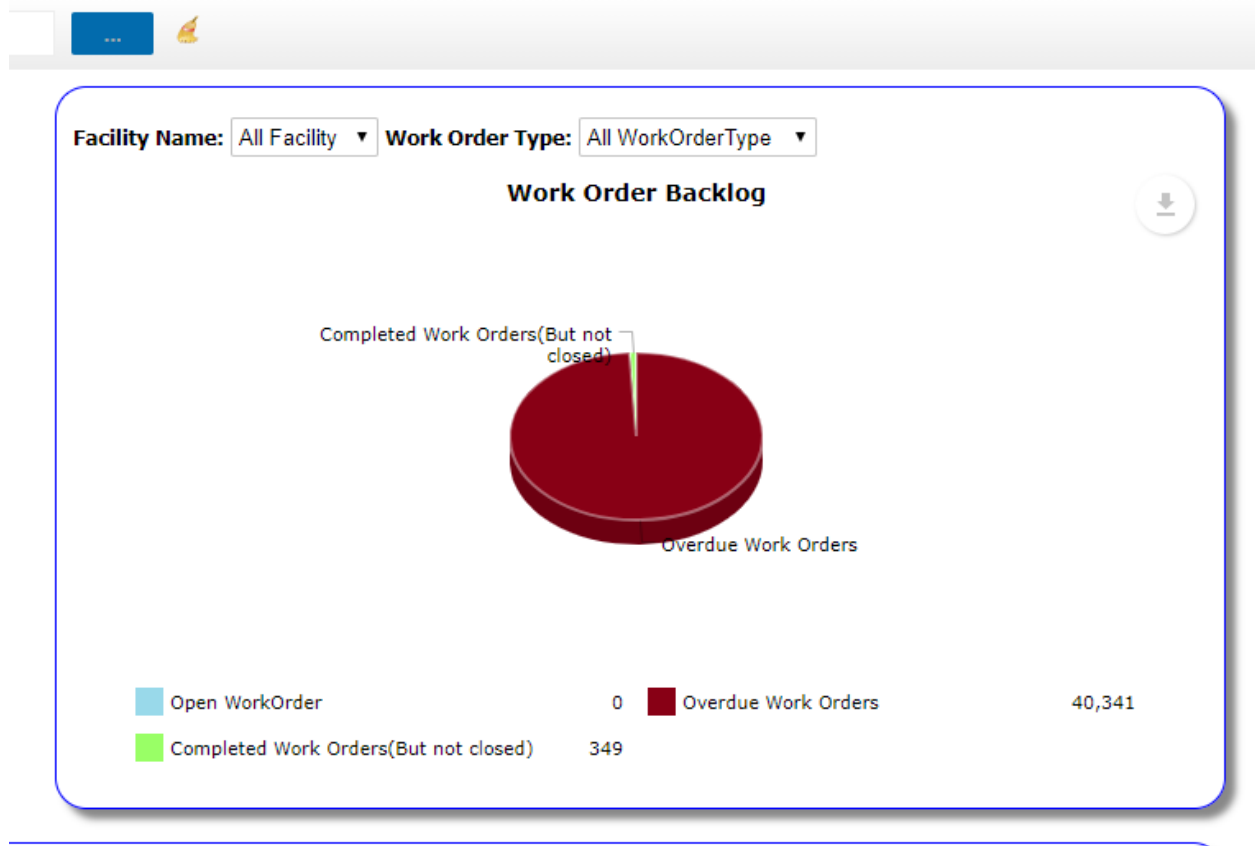 ...
Facility Name: All Facility Work Order Type: All WorkOrderType
Work Order Backlog
Completed Work Orders(But not
closed)
Overdue Work Orders
Open WorkOrder 0 Overdue Work Orders 40,341
Completed Work Orders(But not closed) 349